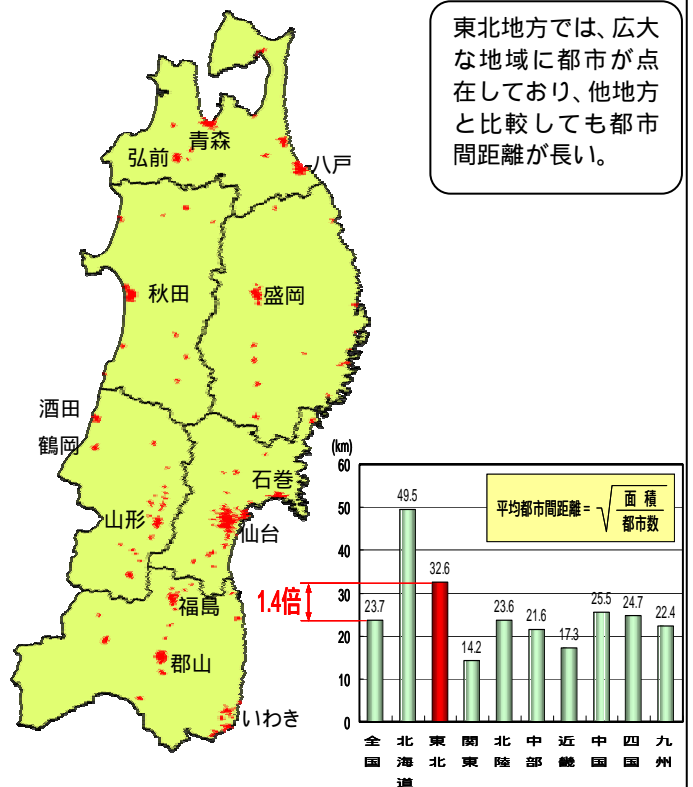 東北地方では、広大
な地域に都市が点
在しており、他地方
と比較しても都市
間距離が長い。
青森
弘前
八戸
秋田
盛岡
酒田
鶴岡
石巻
山形
仙台
福島
郡山
いわき
(km)
60
50
40
30
20
10
0
平均都市間距離=√面積/都市数
1.4倍
23.7
49.5
32.6
14.2
23.6
21.6
17.3
25.5
24.7
22.4
全国
北海道
東北
関東
北陸
中部
近畿
中国
四国
九州